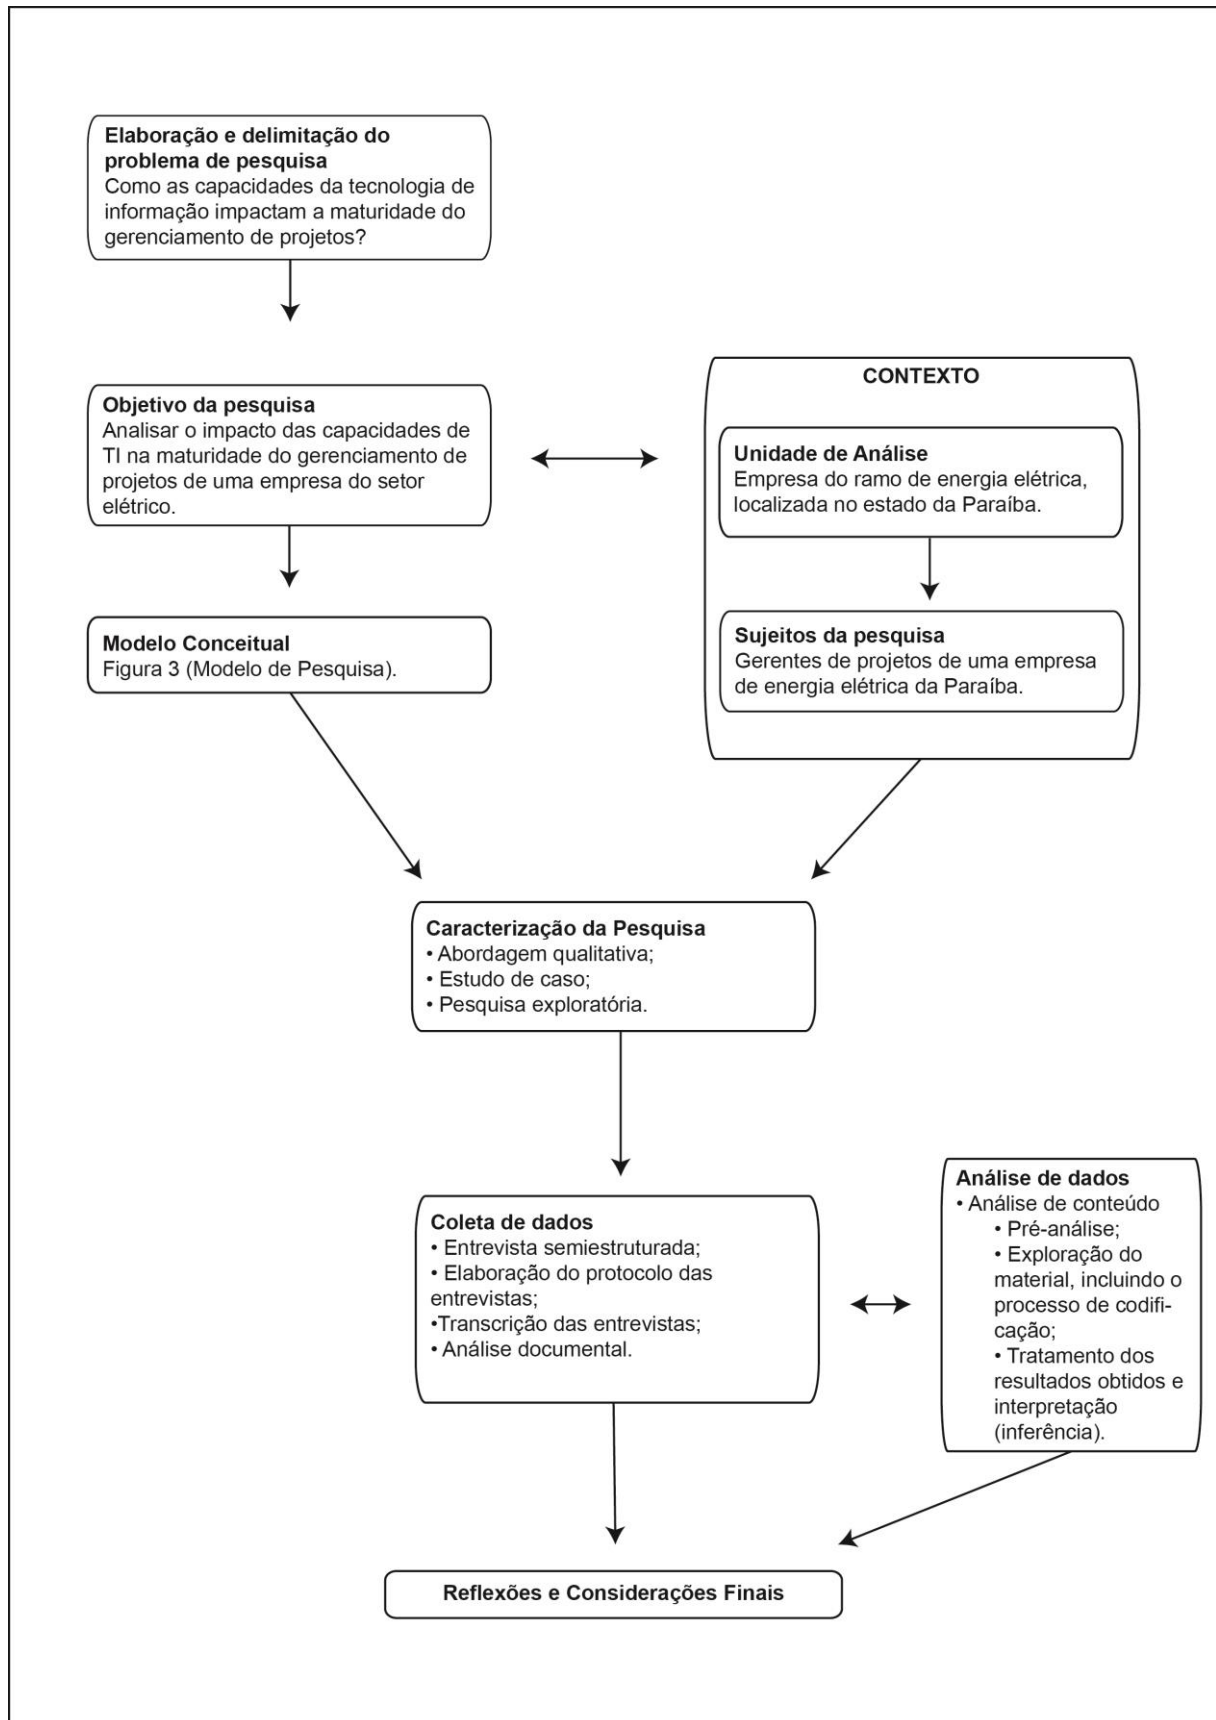 Elaboração e delimitação do
problema de pesquisa
Como as capacidades da tecnologia de
informação impactam a maturidade do
gerenciamento de projetos?
Objetivo da pesquisa
Analisar o impacto das capacidades de
TI na maturidade do gerenciamento de
projetos de uma empresa do setor
elétrico.
CONTEXTO
Unidade de Análise
Empresa do ramo de energia elétrica,
localizada no estado da Paraíba.
Sujeitos da pesquisa
Gerentes de projetos de uma empresa
de energia elétrica da Paraíba.
Modelo Conceitual
Figura 3 (Modelo de Pesquisa).
Caracterização da Pesquisa
• Abordagem qualitativa;
• Estudo de caso;
• Pesquisa exploratória.
Coleta de dados
• Entrevista semiestruturada;
• Elaboração do protocolo das
entrevistas;
•Transcrição das entrevistas;
• Análise documental.
Análise de dados
• Análise de conteúdo
• Pré-análise;
• Exploração do
material, incluindo o
processo de codifi-
cação;
• Tratamento dos
resultados obtidos e
interpretação
(inferência).
Reflexões e Considerações Finais